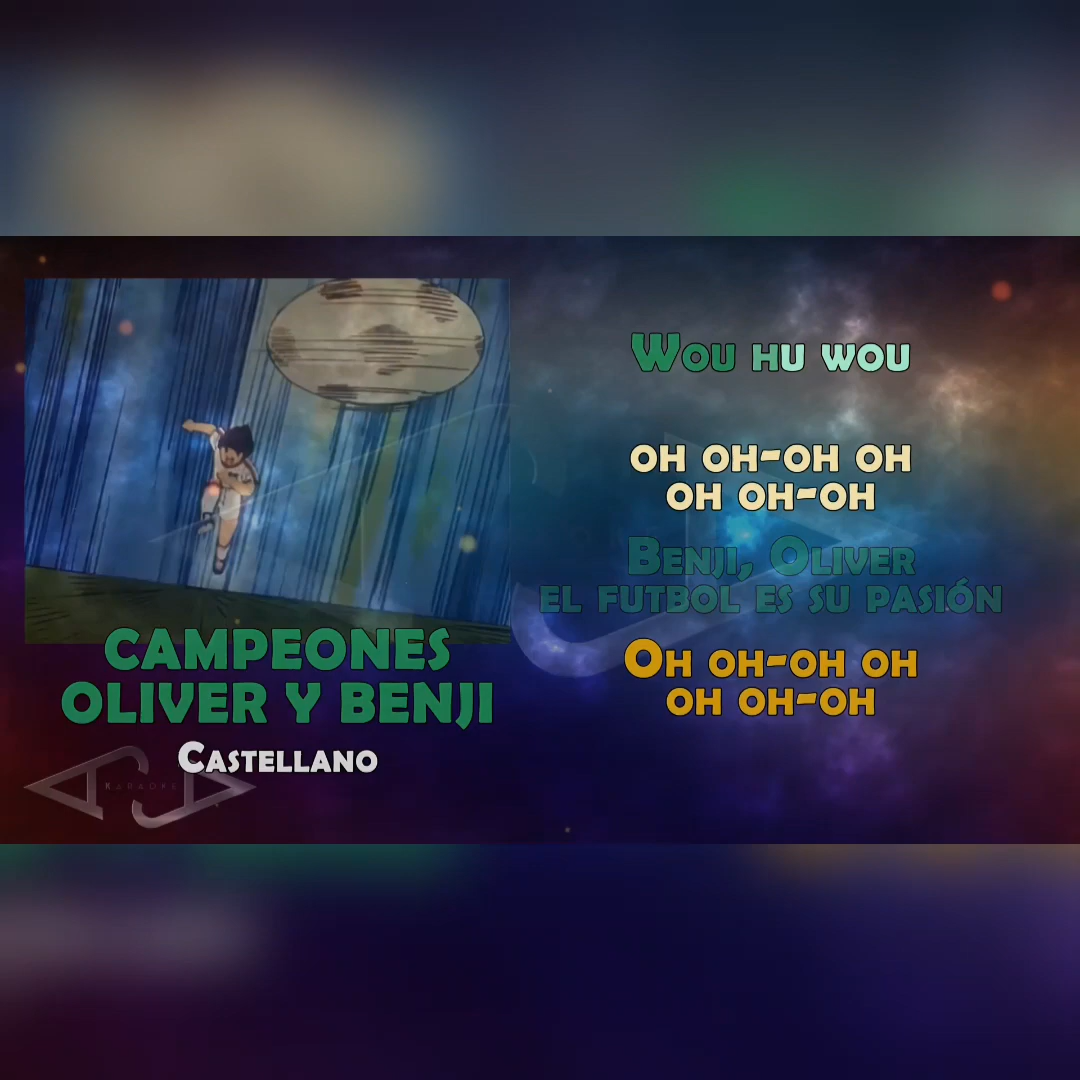 Wou hu wou
oh oh-oh oh
oh oh-oh
Benji, Oliver
el futbol es su pasión
Oh oh-oh oh
oh oh-oh
CAMPEONES
OLIVER Y BENJI
Castellano
KARAOKE